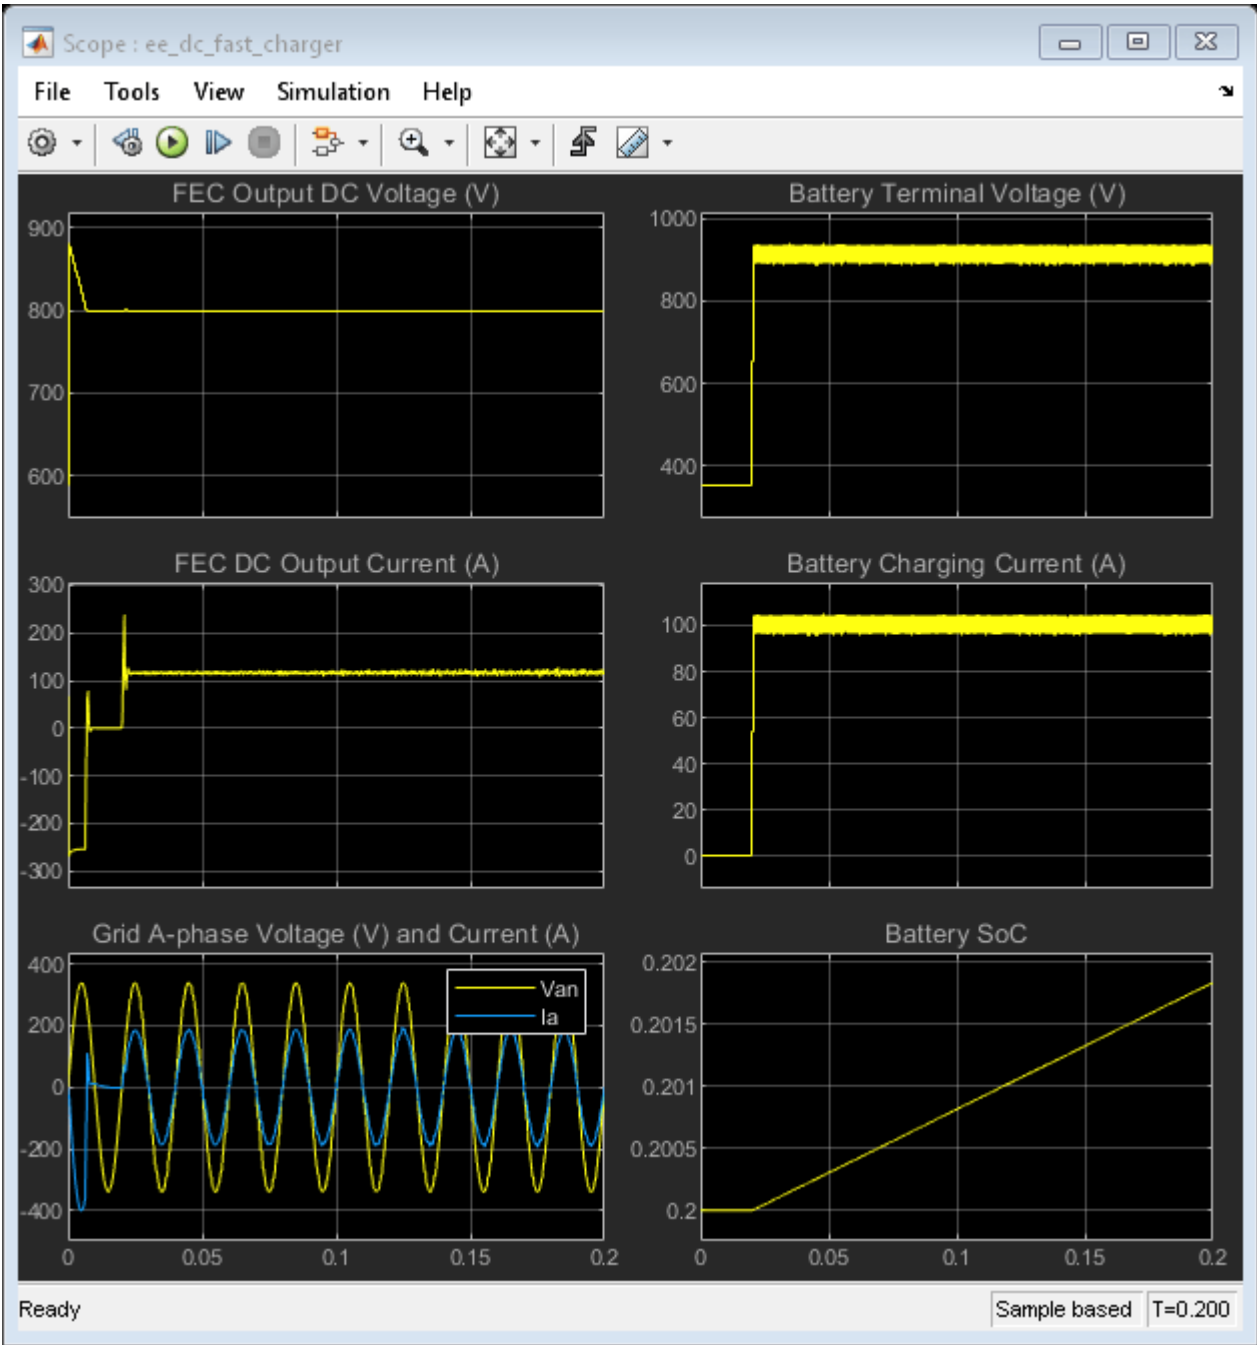 Scope : ee_dc_fast_charger
File Tools View Simulation Help
FEC Output DC Voltage (V)
900
800
700
600
Battery Terminal Voltage (V)
1000
800
600
400
FEC DC Output Current (A)
300
200
100
0
-100
-200
-300
Battery Charging Current (A)
100
80
60
40
20
0
Grid A-phase Voltage (V) and Current (A)
400
200
0
-200
-400
Van
Ia
0 0.05 0.1 0.15 0.2
Battery SoC
0.202
0.2015
0.201
0.2005
0.2
0 0.05 0.1 0.15 0.2
Ready
Sample based T=0.200